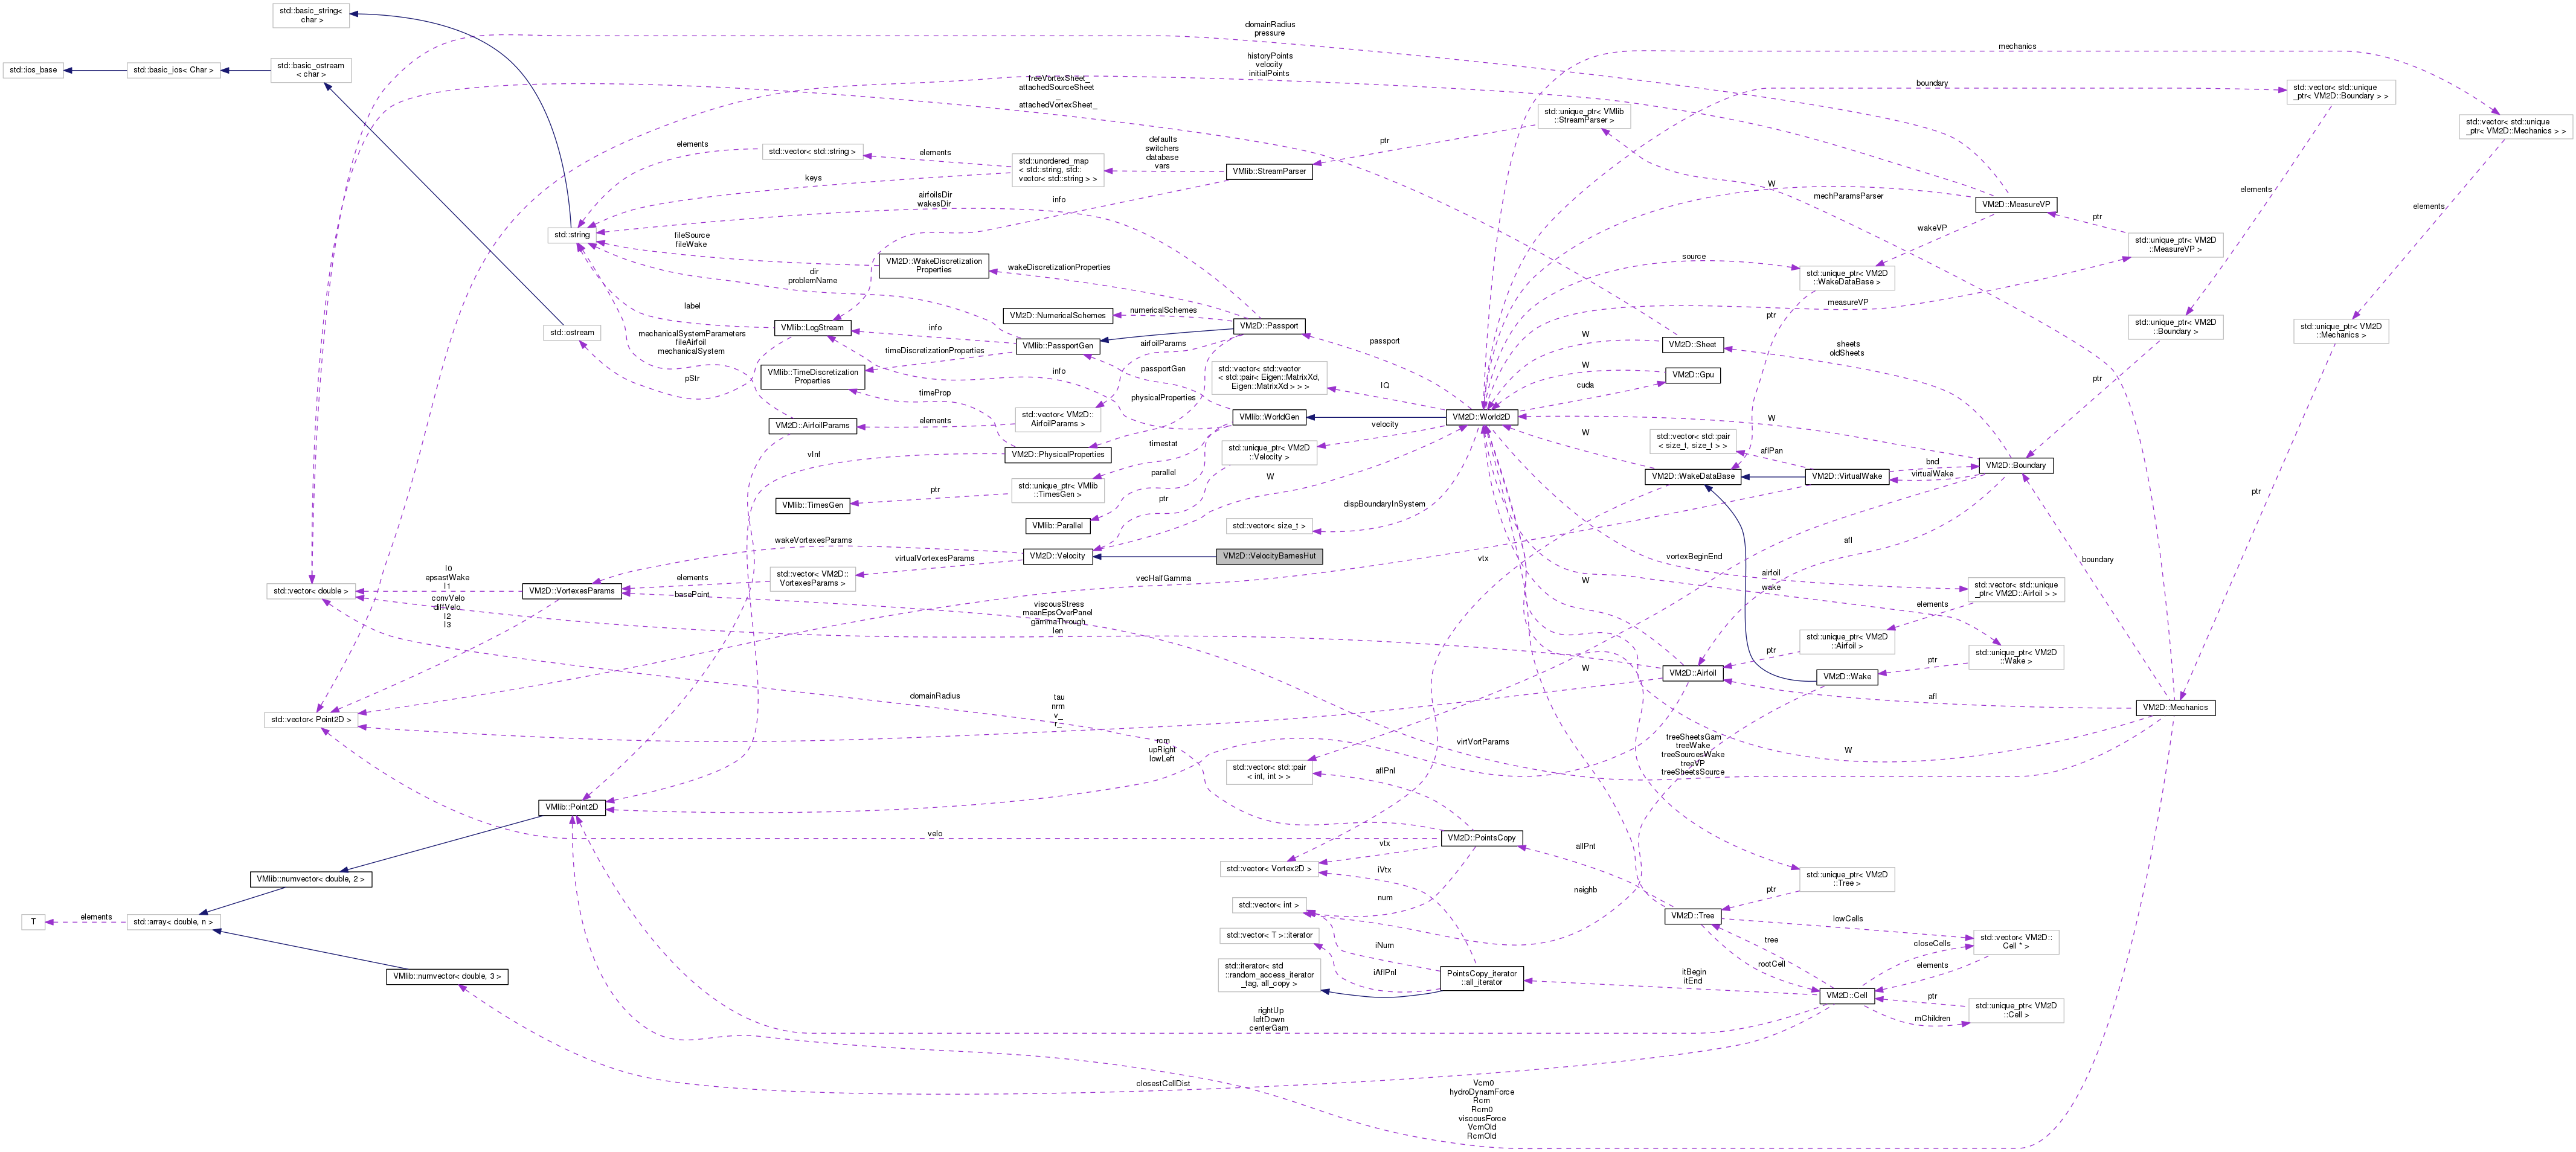 std::basic_string<
char >
std::ios_base
std::basic_ios< Char >
std::basic_ostream
< char >
domainRadius
pressure
historyPoints
velocity
initialPoints
freeVortexSheet_
attachedSourceSheet
_
attachedVortexSheet_
mechanics
boundary
std::vector< std::unique
_ptr< VM2D::Boundary > >
std::vector< std::unique
_ptr< VM2D::Mechanics > >
std::unique_ptr< VMlib
::StreamParser >
ptr
elements
std::vector< std::string >
elements
std::unordered_map
< std::string, std::
vector< std::string > >
defaults
switchers
database
vars
VMlib::StreamParser
keys
airfoilsDir
wakesDir
info
W
mechParamsParser
VM2D::MeasureVP
elements
elements
ptr
wakeVP
std::string
fileSource
fileWake
VM2D::WakeDiscretization
Properties
wakeDiscretizationProperties
dir
problemName
source
std::unique_ptr< VM2D
::WakeDataBase >
std::unique_ptr< VM2D
::MeasureVP >
measureVP
label
std::ostream
VMlib::LogStream
VM2D::NumericalSchemes
numericalSchemes
VM2D::Passport
ptr
std::unique_ptr< VM2D
::Boundary >
std::unique_ptr< VM2D
::Mechanics >
mechanicalSystemParameters
fileAirfoil
mechanicalSystem
info
VMlib::PassportGen
airfoilParams
passport
W
VM2D::Sheet
sheets
oldSheets
timeDiscretizationProperties
VMlib::TimeDiscretization
Properties
pStr
info
passportGen
std::vector< std::vector
< std::pair< Eigen::MatrixXd,
Eigen::MatrixXd > > >
IQ
W
cuda
VM2D::Gpu
ptr
timeProp
physicalProperties
std::vector< VM2D::
AirfoilParams >
elements
VM2D::AirfoilParams
VMlib::WorldGen
VM2D::World2D
velocity
W
W
std::vector< std::pair
< size_t, size_t > >
aflPan
vInf
VM2D::PhysicalProperties
timestat
std::unique_ptr< VM2D
::Velocity >
VM2D::WakeDataBase
VM2D::VirtualWake
bnd
virtualWake
VM2D::Boundary
parallel
W
ptr
std::unique_ptr< VMlib
::TimesGen >
ptr
VMlib::TimesGen
ptr
VMlib::Parallel
dispBoundaryInSystem
std::vector< size_t >
wakeVortexesParams
VM2D::Velocity
VM2D::VelocityBarnesHut
virtualVortexesParams
vtx
vortexBeginEnd
afl
boundary
std::vector< double >
I0
epsastWake
I1
convVelo
diffVelo
I2
I3
VM2D::VortexesParams
elements
std::vector< VM2D::
VortexesParams >
basePoint
vecHalfGamma
W
airfoil
wake
std::vector< std::unique
_ptr< VM2D::Airfoil > >
elements
viscousStress
meanEpsOverPanel
gammaThrough
len
std::unique_ptr< VM2D
::Airfoil >
ptr
std::unique_ptr< VM2D
::Wake >
ptr
W
VM2D::Airfoil
VM2D::Wake
afl
VM2D::Mechanics
std::vector< Point2D >
domainRadius
tau
nrm
v_
r_
rcm
upRight
lowLeft
virtVortParams
treeSheetsGam
treeWake
treeSourcesWake
treeVP
treeSheetsSource
W
std::vector< std::pair
< int, int > >
aflPnl
VMlib::Point2D
velo
VM2D::PointsCopy
vtx
allPnt
VMlib::numvector< double, 2 >
std::vector< Vortex2D >
iVtx
num
neighb
std::unique_ptr< VM2D
::Tree >
ptr
T
elements
std::array< double, n >
std::vector< int >
VM2D::Tree
lowCells
std::vector< T >::iterator
iNum
tree
closeCells
std::vector< VM2D::
Cell * >
elements
VMlib::numvector< double, 3 >
std::iterator< std
::random_access_iterator
_tag, all_copy >
iAflPnl
PointsCopy_iterator
::all_iterator
itBegin
itEnd
rootCell
VM2D::Cell
ptr
mChildren
std::unique_ptr< VM2D
::Cell >
rightUp
leftDown
centerGam
closestCellDist
Vcm0
hydroDynamForce
Rcm
Rcm0
viscousForce
VcmOld
RcmOld